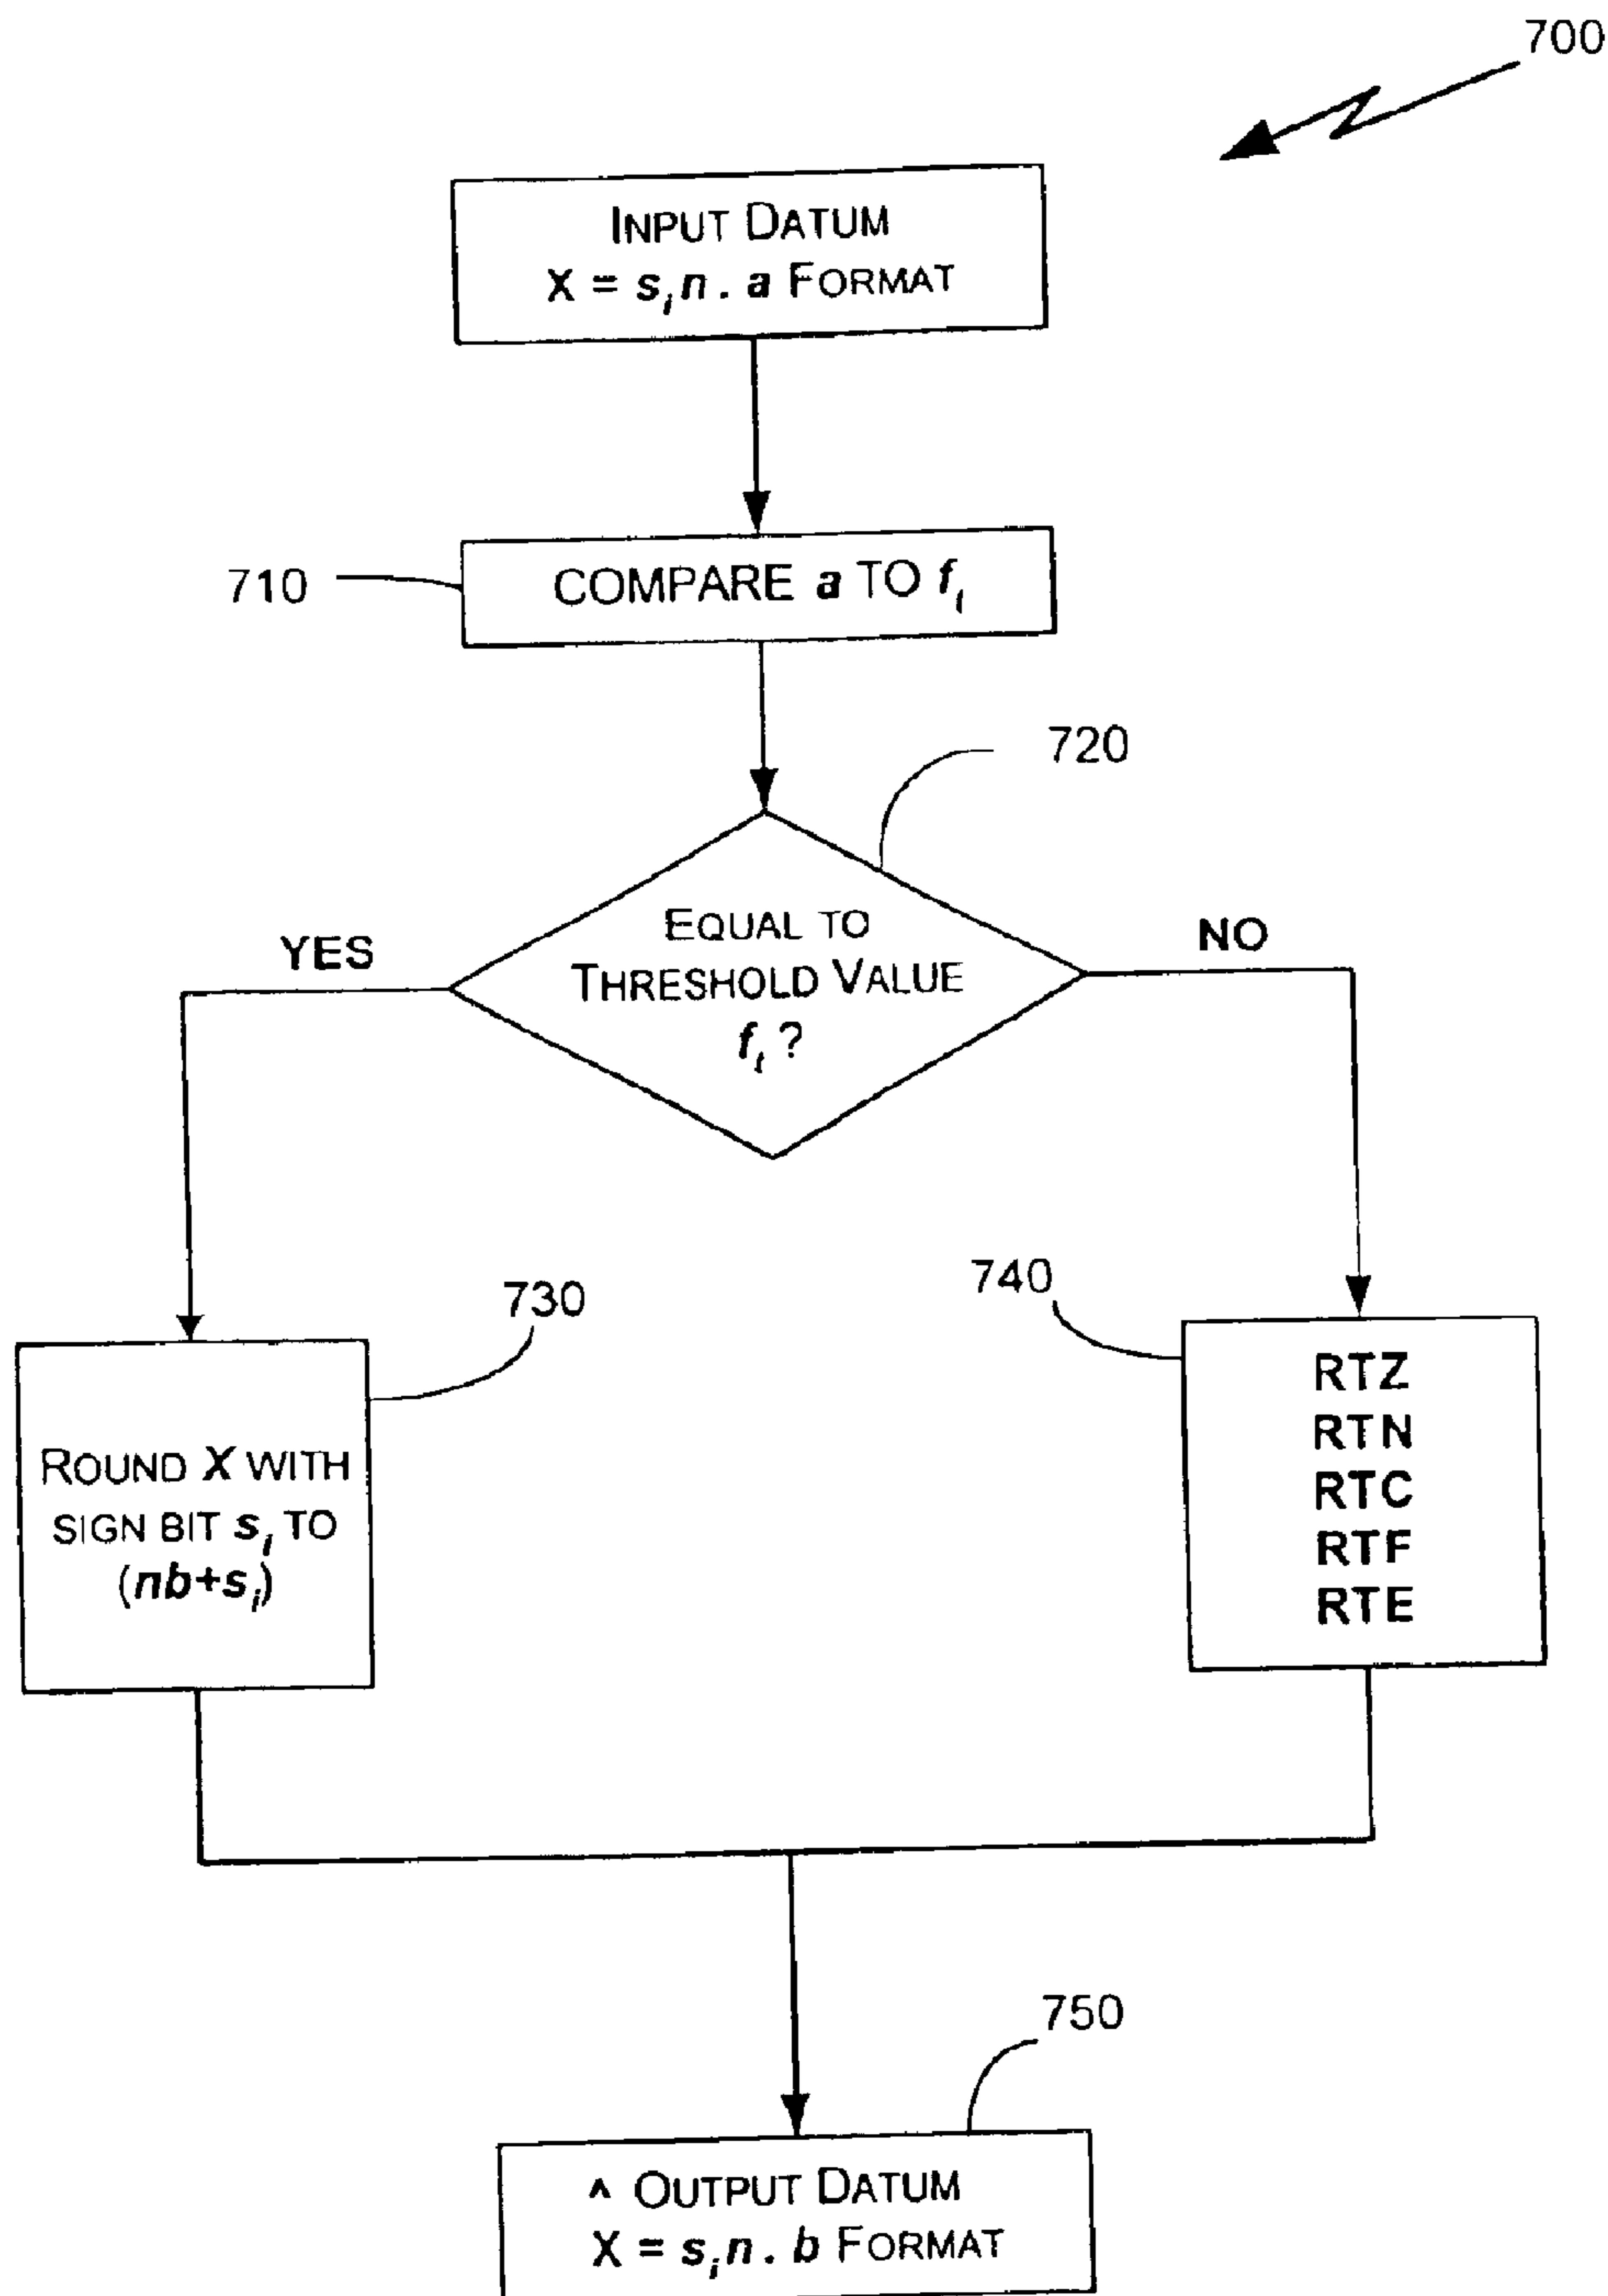 700
INPUT DATUM
X = s_i n . a FORMAT
710
COMPARE a TO f_t
720
EQUAL TO
THRESHOLD VALUE
f_t ?
YES
NO
730
740
ROUND X WITH
SIGN BIT s_i TO
(nb+s_i)
RTZ
RTN
RTC
RTF
RTE
750
^ OUTPUT DATUM
X = s_i n . b FORMAT